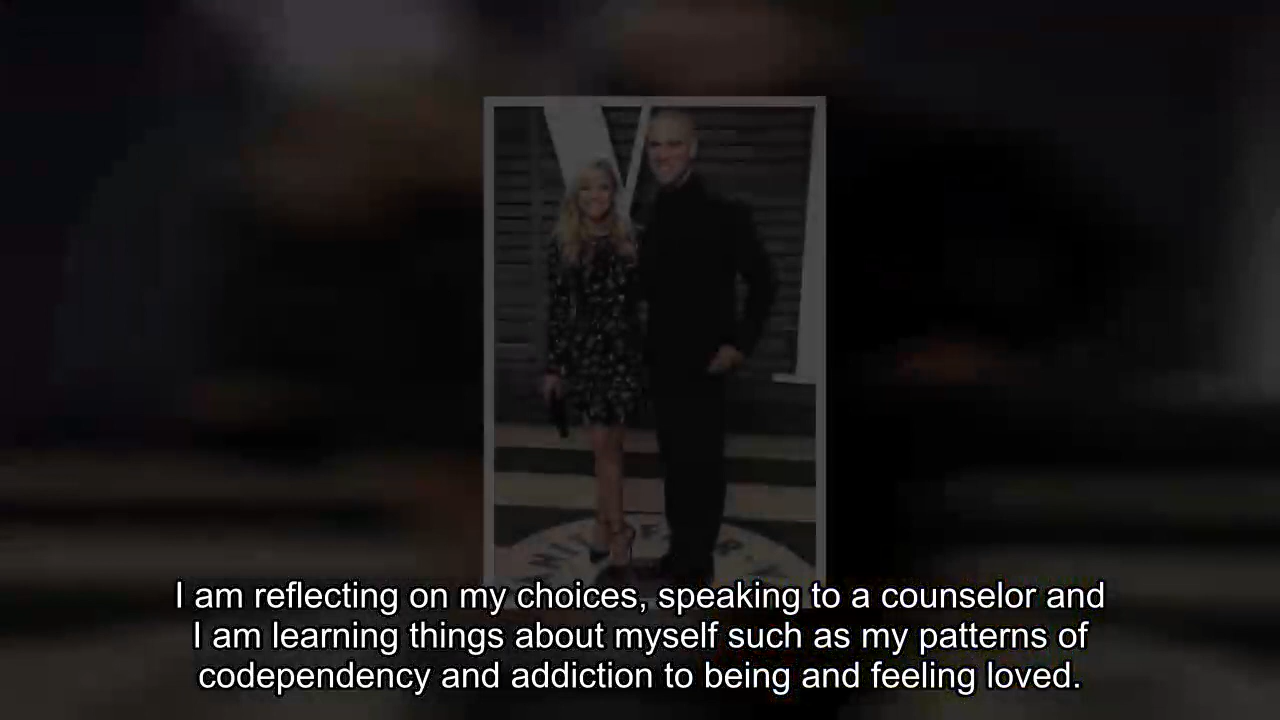 I am reflecting on my choices, speaking to a counselor and
I am learning things about myself such as my patterns of
codependency and addiction to being and feeling loved.